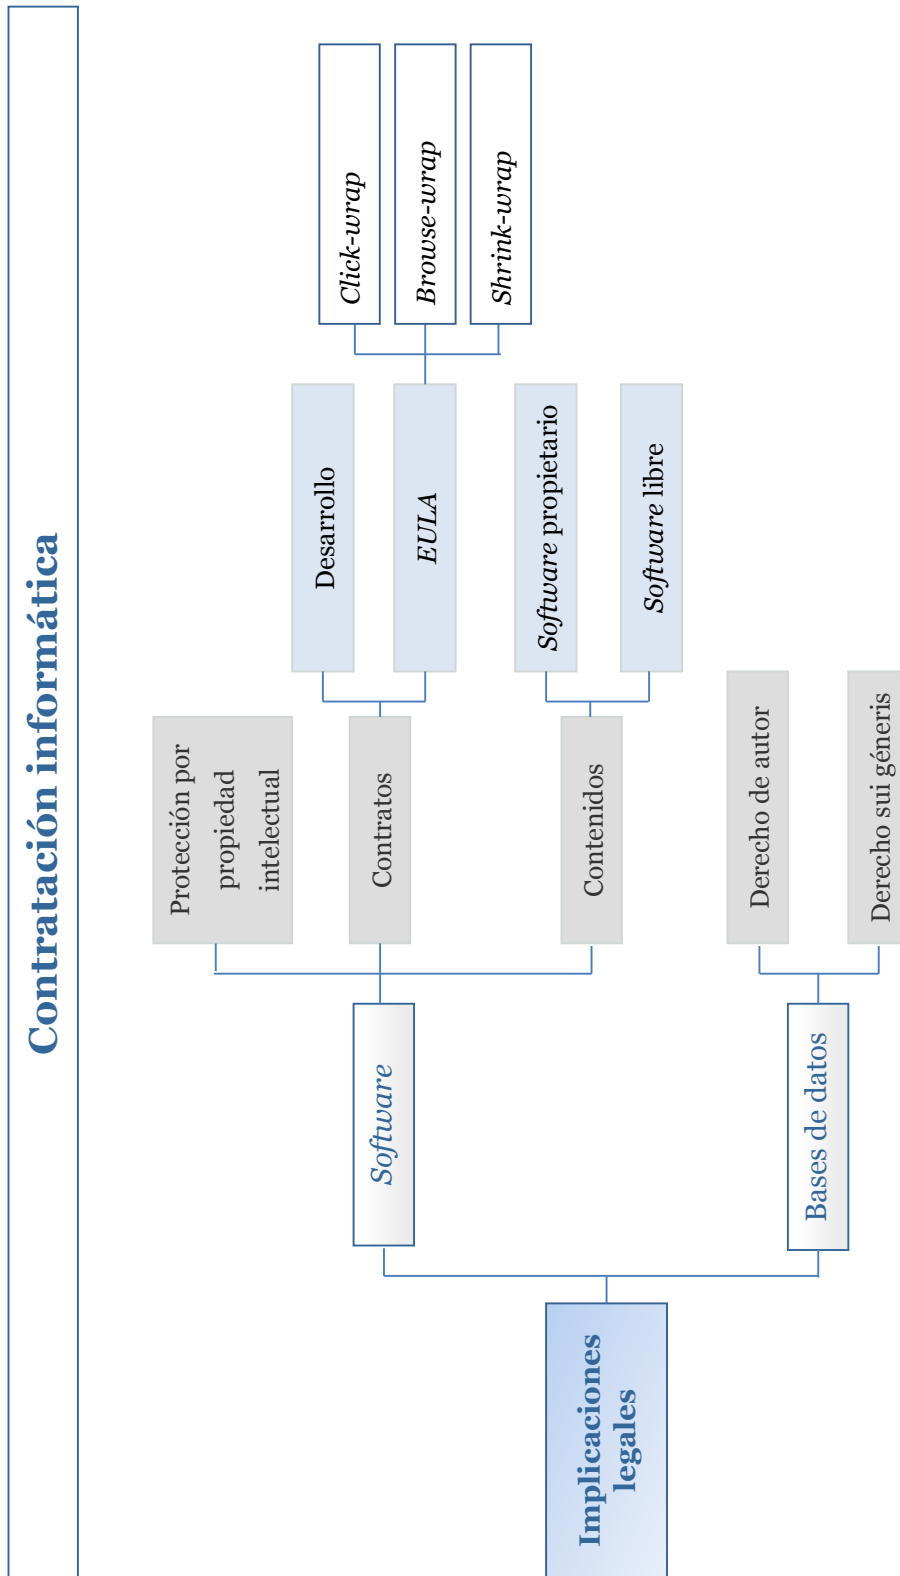 Contratación informática
Implicaciones
legales
Software
Bases de datos
Protección por
propiedad
intelectual
Contratos
Contenidos
Derecho de autor
Derecho sui géneris
Desarrollo
EULA
Software propietario
Software libre
Click-wrap
Browse-wrap
Shrink-wrap